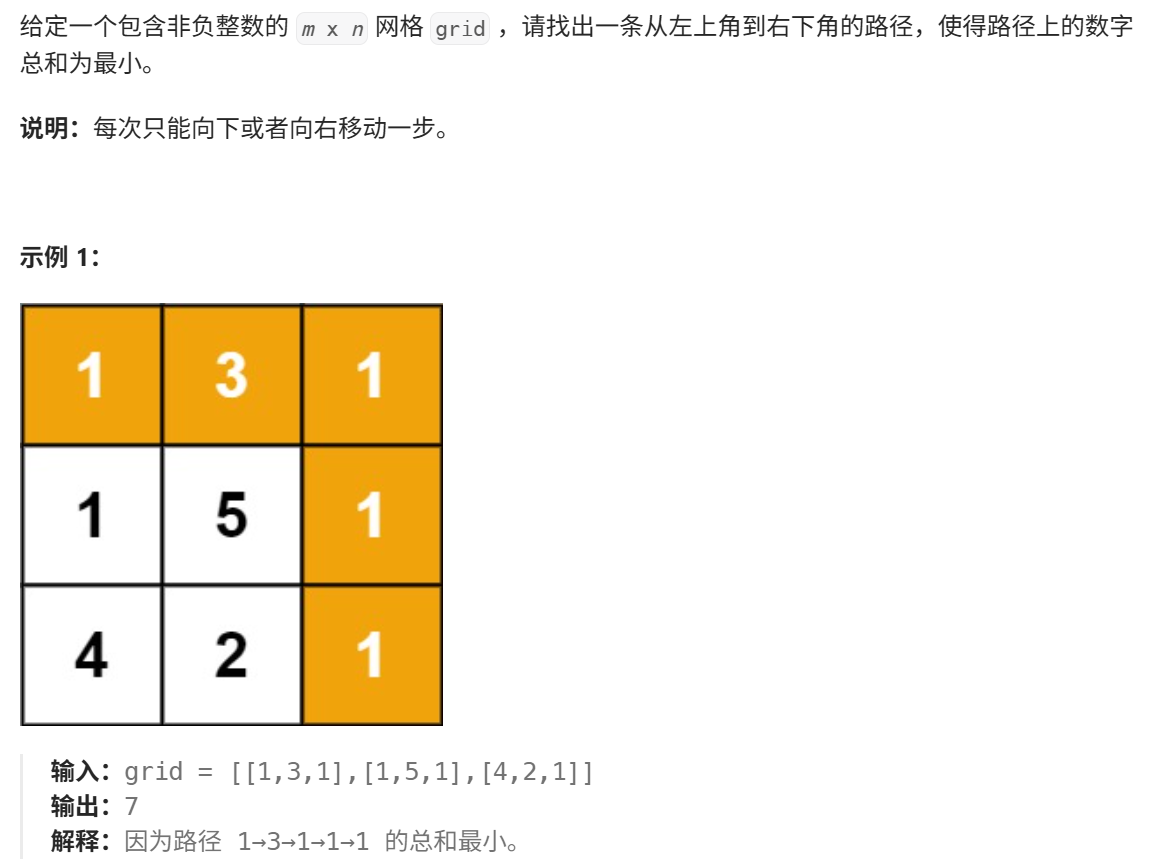 给定一个包含非负整数的 m x n 网格 grid ，请找出一条从左上角到右下角的路径，使得路径上的数字
总和为最小。
说明：每次只能向下或者向右移动一步。
示例 1：
1 3 1
1 5 1
4 2 1
输入：grid = [[1,3,1],[1,5,1],[4,2,1]]
输出：7
解释：因为路径 1→3→1→1→1 的总和最小。